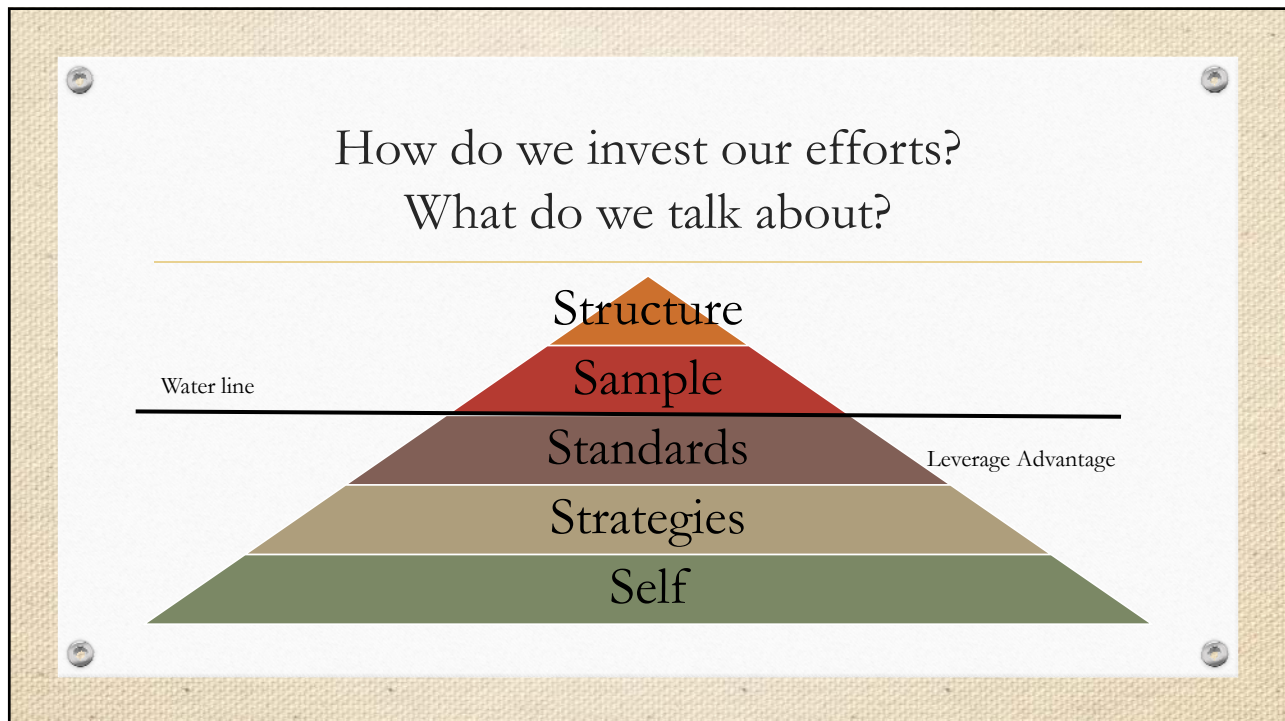 How do we invest our efforts?
What do we talk about?
Structure
Sample
Water line
Standards
Leverage Advantage
Strategies
Self